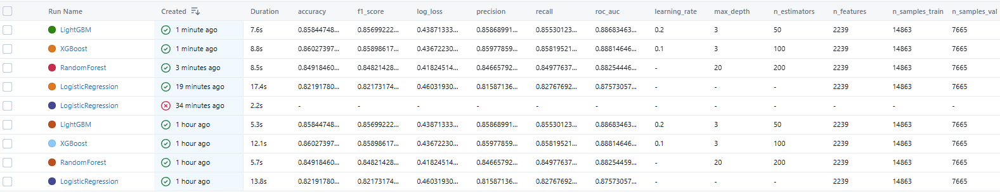 Run Name Created Duration accuracy f1_score log_loss precision recall roc_auc learning_rate max_depth n_estimators n_features n_samples_train n_samples_val
LightGBM 1 minute ago 7.6s 0.85844748... 0.85699222... 0.43871333... 0.85868991... 0.85530123... 0.88683463... 0.2 3 50 2239 14863 7665
XGBoost 1 minute ago 8.8s 0.86027397... 0.85898617... 0.43672230... 0.85977859... 0.85819521... 0.88814646... 0.1 3 100 2239 14863 7665
RandomForest 3 minutes ago 8.5s 0.84918460... 0.84821428... 0.41824514... 0.84665792... 0.84977637... 0.88254446... - 20 200 2239 14863 7665
LogisticRegression 19 minutes ago 17.4s 0.82191780... 0.82173174... 0.46031930... 0.81587136... 0.82767692... 0.87573057... - - - 2239 14863 7665
LogisticRegression 34 minutes ago 2.2s - - - - - - - - - - - -
LightGBM 1 hour ago 5.3s 0.85844748... 0.85699222... 0.43871333... 0.85868991... 0.85530123... 0.88683463... 0.2 3 50 2239 14863 7665
XGBoost 1 hour ago 12.1s 0.86027397... 0.85898617... 0.43672230... 0.85977859... 0.85819521... 0.88814646... 0.1 3 100 2239 14863 7665
RandomForest 1 hour ago 5.7s 0.84918460... 0.84821428... 0.41824514... 0.84665792... 0.84977637... 0.88254459... - 20 200 2239 14863 7665
LogisticRegression 1 hour ago 13.8s 0.82191780... 0.82173174... 0.46031930... 0.81587136... 0.82767692... 0.87573057... - - - 2239 14863 7665